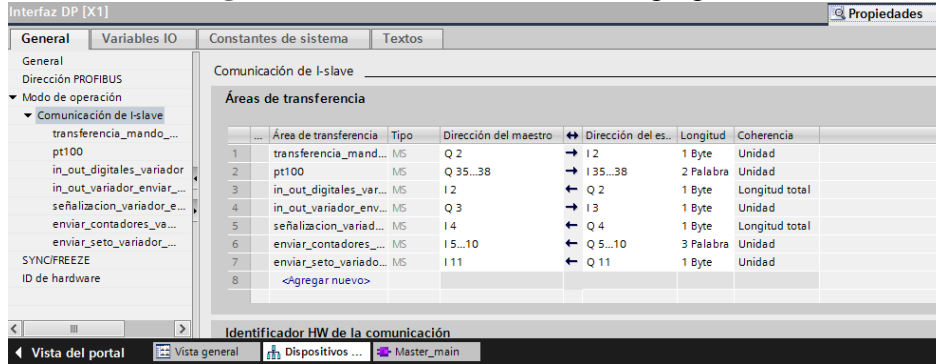 Interfaz DP [X1]
Propiedades
General Variables IO Constantes de sistema Textos
General
Dirección PROFIBUS
Modo de operación
Comunicación de I-slave
transferencia_mando_...
pt100
in_out_digitales_variador
in_out_variador_enviar_...
señalizacion_variador_e...
enviar_contadores_va...
enviar_seto_variador_...
SYNC/FREEZE
ID de hardware
Comunicación de I-slave
Áreas de transferencia
... Área de transferencia Tipo Dirección del maestro ↔ Dirección del es.. Longitud Coherencia
1 transferencia_mand... MS Q 2 → I 2 1 Byte Unidad
2 pt100 MS Q 35...38 → I 35...38 2 Palabra Unidad
3 in_out_digitales_var... MS I 2 ← Q 2 1 Byte Longitud total
4 in_out_variador_env... MS Q 3 → I 3 1 Byte Unidad
5 señalizacion_variad... MS I 4 ← Q 4 1 Byte Longitud total
6 enviar_contadores_... MS I 5...10 ← Q 5...10 3 Palabra Unidad
7 enviar_seto_variado... MS I 11 ← Q 11 1 Byte Unidad
8 <Agregar nuevo>
Identificador HW de la comunicación
Vista del portal Vista general Dispositivos ... Master_main